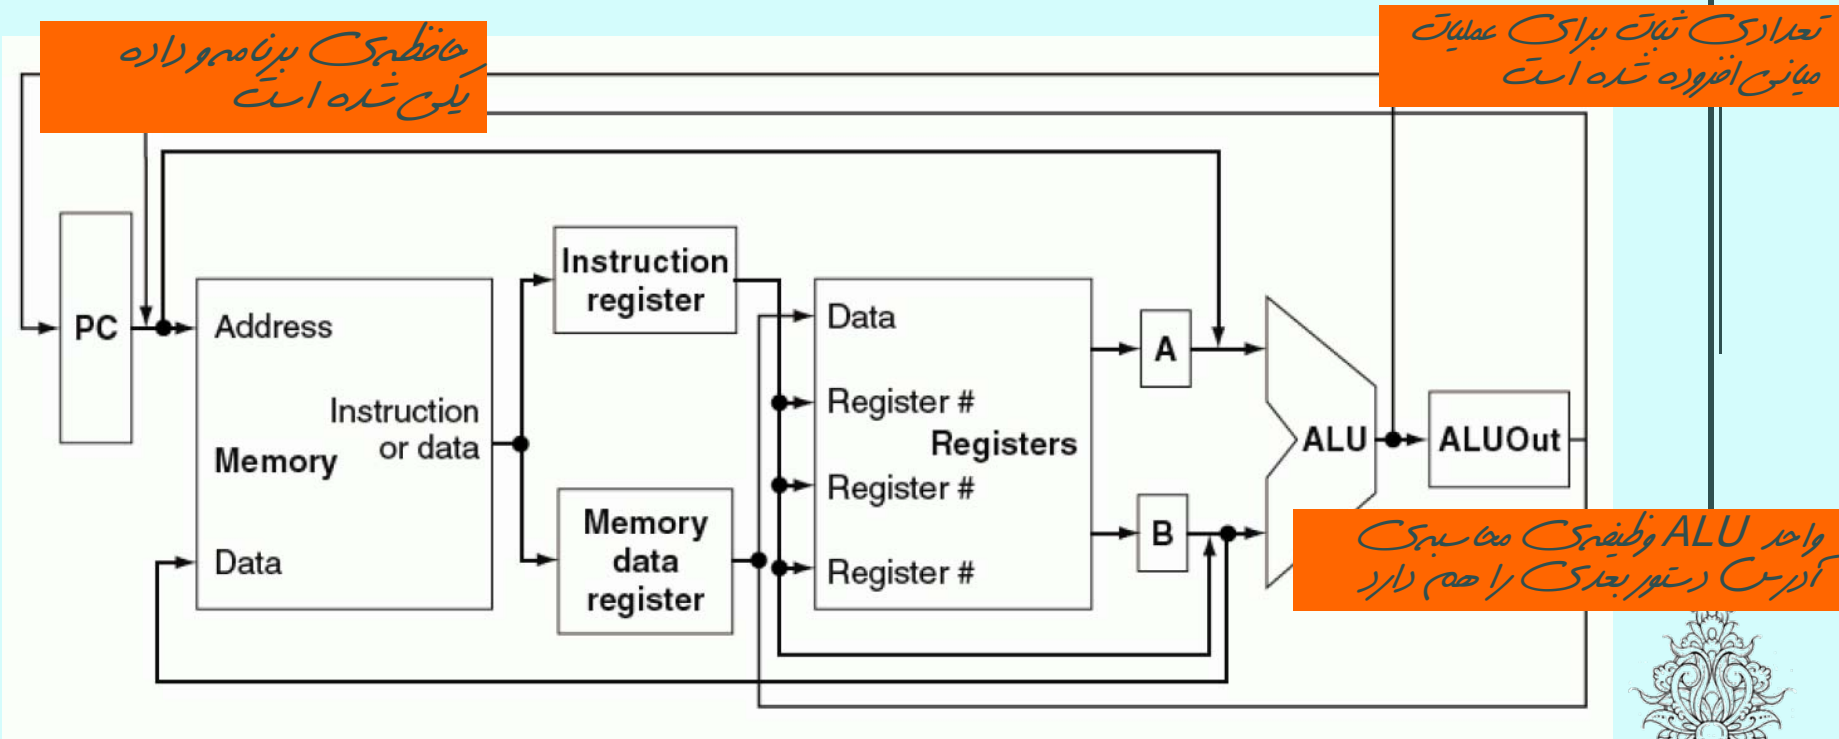 حافظه‌ی برنامه و داده
یکی شده است
تعدادی ثبات برای عملیات
میانی افزوده شده است
PC
Address
Instruction
or data
Memory
Data
Instruction
register
Memory
data
register
Data
Register #
Registers
Register #
Register #
A
B
ALU
ALUOut
واحد ALU وظیفه‌ی محاسبه‌ی
آدرس دستور بعدی را هم دارد